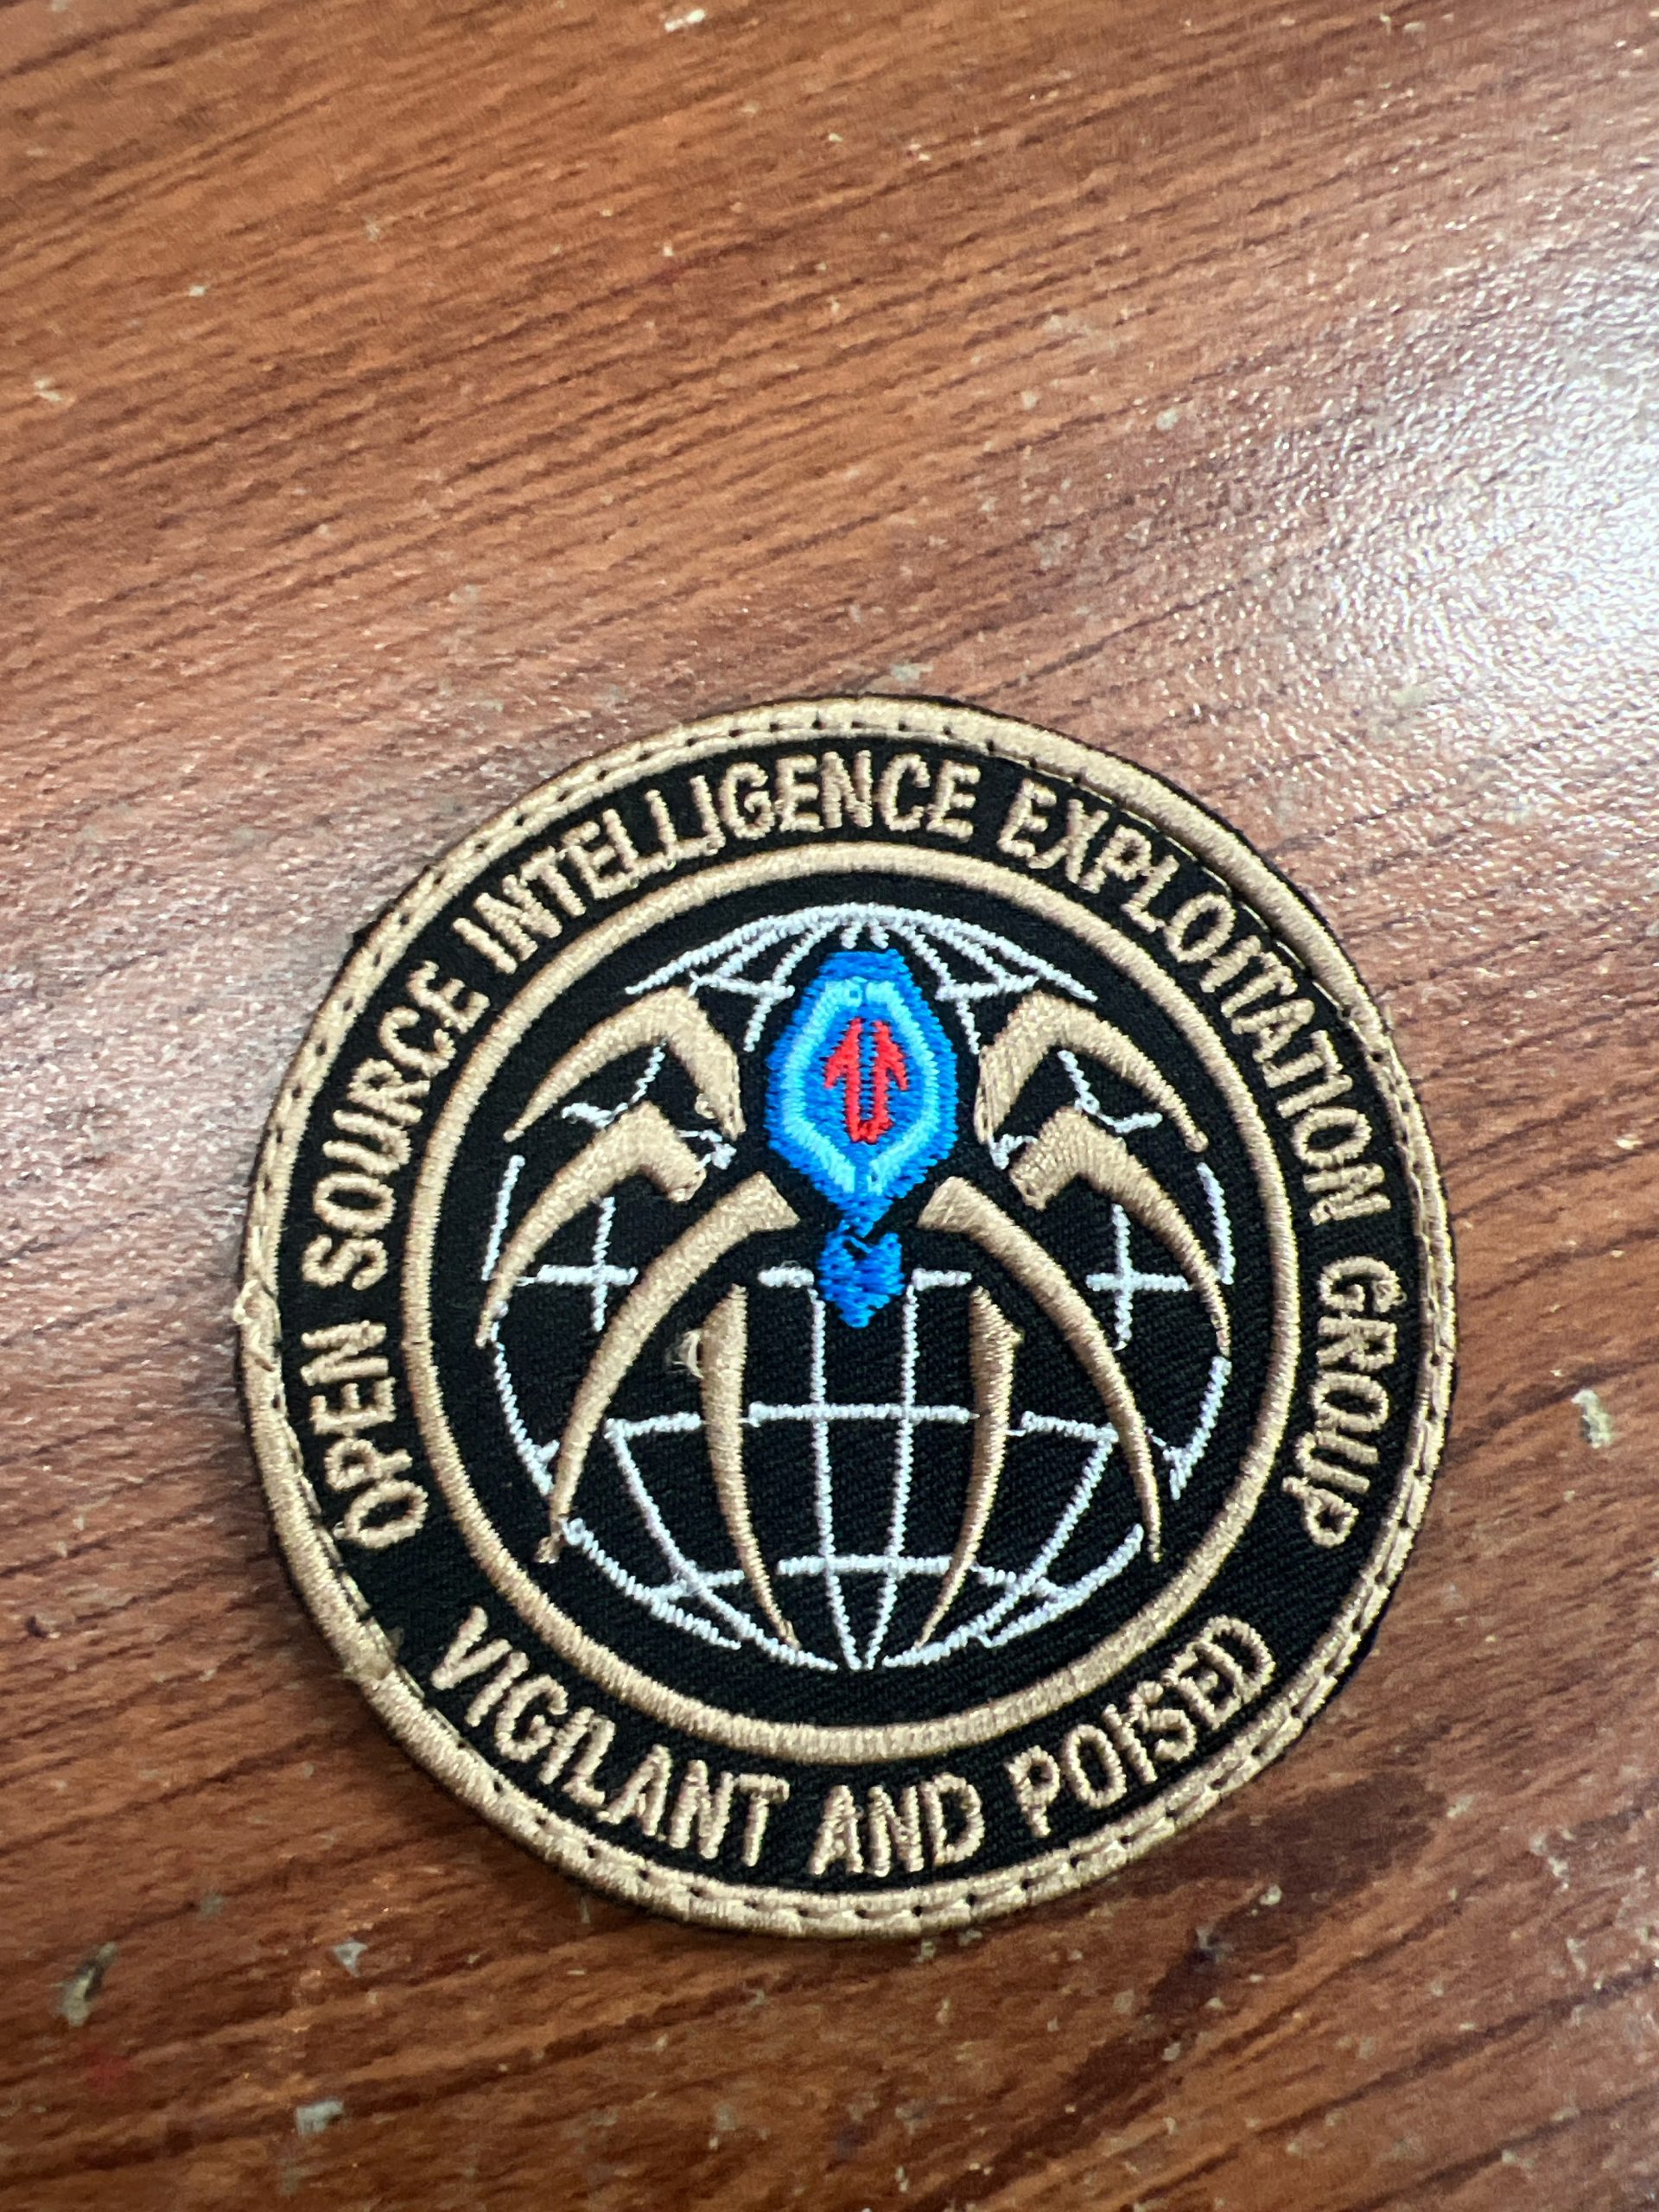 OPEN SOURCE INTELLIGENCE EXPLOITATION GROUP
VIGILANT AND POISED